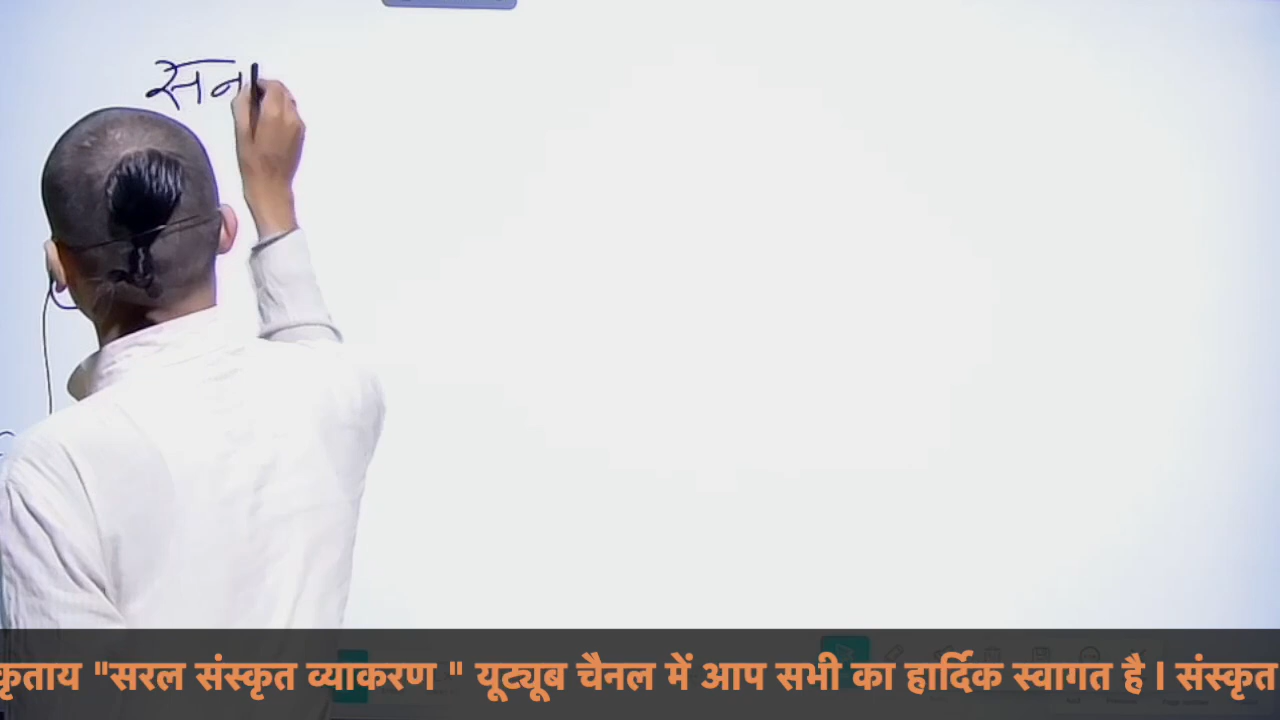 सन
कृताय "सरल संस्कृत व्याकरण " यूट्यूब चैनल में आप सभी का हार्दिक स्वागत है । संस्कृत